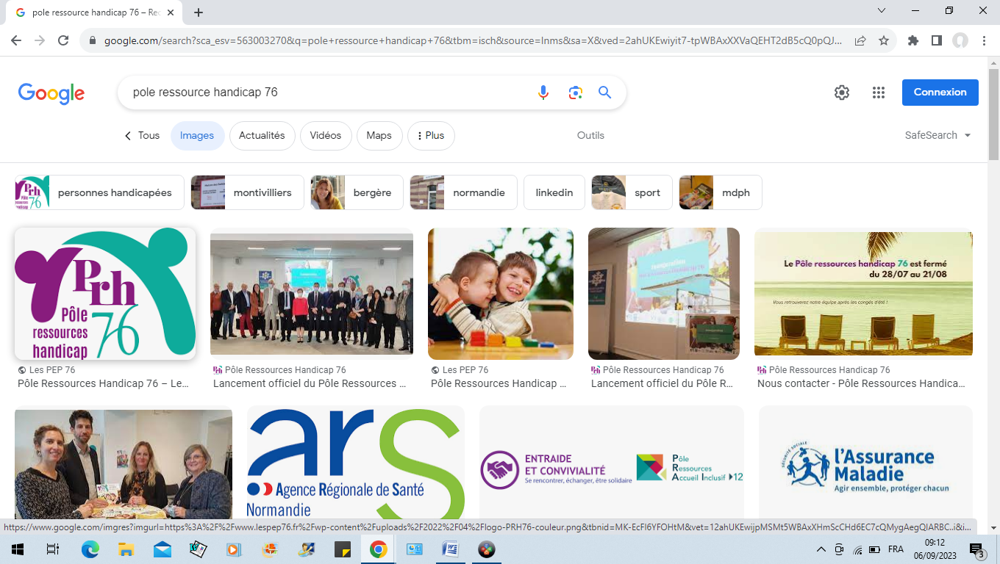 pole ressource handicap 76 – Rec
google.com/search?sca_esv=563003270&q=pole+ressource+handicap+76&tbm=isch&source=lnms&sa=X&ved=2ahUKEwiyit7-tpWBAxXXVaQEHT2dB5cQ0pQJ...
Google
pole ressource handicap 76
Connexion
Tous
Images
Actualités
Vidéos
Maps
Plus
Outils
SafeSearch
personnes handicapées
montivilliers
bergère
normandie
linkedin
sport
mdph
Prh
Pôle
ressources
handicap
76
Le Pôle ressources handicap 76 est fermé
du 28/07 au 21/08
Vous retrouverez notre équipe après les congés d'été !
Les PEP 76
Pôle Ressources Handicap 76 – Le...
Pôle Ressources Handicap 76
Lancement officiel du Pôle Ressources ...
Les PEP 76
Pôle Ressources Handicap ...
Pôle Ressources Handicap 76
Lancement officiel du Pôle R...
Pôle Ressources Handicap 76
Nous contacter - Pôle Ressources Handica...
ars
Agence Régionale de Santé
Normandie
ENTRAIDE
ET CONVIVIALITÉ
Se rencontrer, échanger, être solidaire
Pôle
Ressources
Accueil Inclusif 12
SÉCURITÉ SOCIALE
l'Assurance
Maladie
Agir ensemble, protéger chacun
https://www.google.com/imgres?imgurl=https%3A%2F%2Fwww.lespep76.fr%2Fwp-content%2Fuploads%2F2022%2F04%2Flogo-PRH76-couleur.png&tbnid=MK-EcFI6YFOHtM&vet=12ahUKEwijpMSMt5WBAxXHmScCHd6EC7cQMygAegQIARBC..i&i...
FRA
09:12
06/09/2023
3